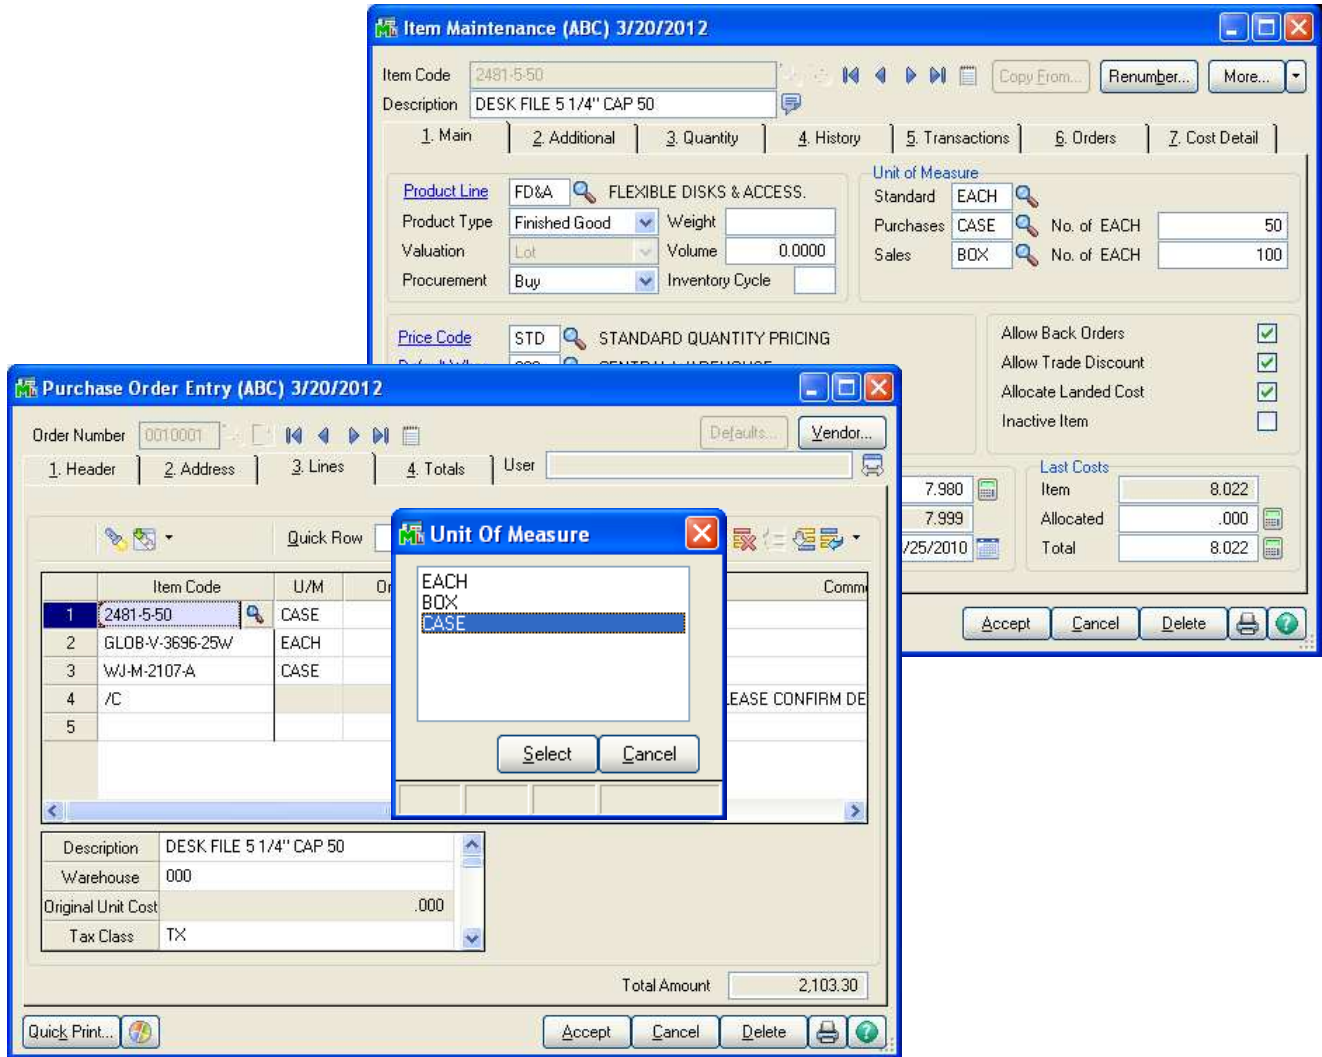 Item Maintenance (ABC) 3/20/2012
Item Code 2481-5-50 Copy From... Renumber... More...
Description DESK FILE 5 1/4" CAP 50
1. Main 2. Additional 3. Quantity 4. History 5. Transactions 6. Orders 7. Cost Detail
Unit of Measure
Product Line FD&A FLEXIBLE DISKS & ACCESS. Standard EACH
Product Type Finished Good Weight Purchases CASE No. of EACH 50
Valuation Lot Volume 0.0000 Sales BOX No. of EACH 100
Procurement Buy Inventory Cycle
Price Code STD STANDARD QUANTITY PRICING Allow Back Orders
Allow Trade Discount
Allocate Landed Cost
Inactive Item
Last Costs
7.980 Item 8.022
7.999 Allocated .000
/25/2010 Total 8.022
Accept Cancel Delete
Purchase Order Entry (ABC) 3/20/2012
Order Number 0010001 Defaults... Vendor...
1. Header 2. Address 3. Lines 4. Totals User
Quick Row
Item Code U/M Or Comm
1 2481-5-50 CASE
2 GLOB-V-3696-25W EACH
3 WJ-M-2107-A CASE
4 /C EASE CONFIRM DE
5
Unit Of Measure
EACH
BOX
CASE
Select Cancel
Description DESK FILE 5 1/4" CAP 50
Warehouse 000
Original Unit Cost .000
Tax Class TX
Total Amount 2,103.30
Quick Print... Accept Cancel Delete